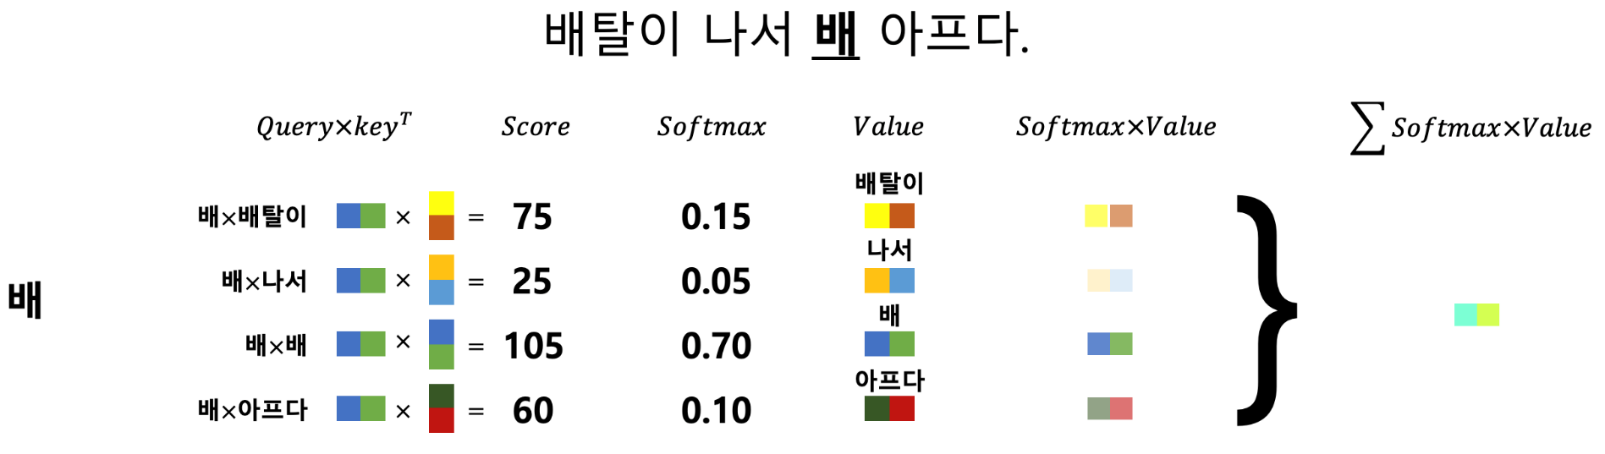 배탈이 나서 배 아프다.
Query×key^T Score Softmax Value Softmax×Value ∑ Softmax×Value
배탈이
배×배탈이 × = 75 0.15
나서
배×나서 × = 25 0.05
배
배
배×배 × = 105 0.70
아프다
배×아프다 × = 60 0.10